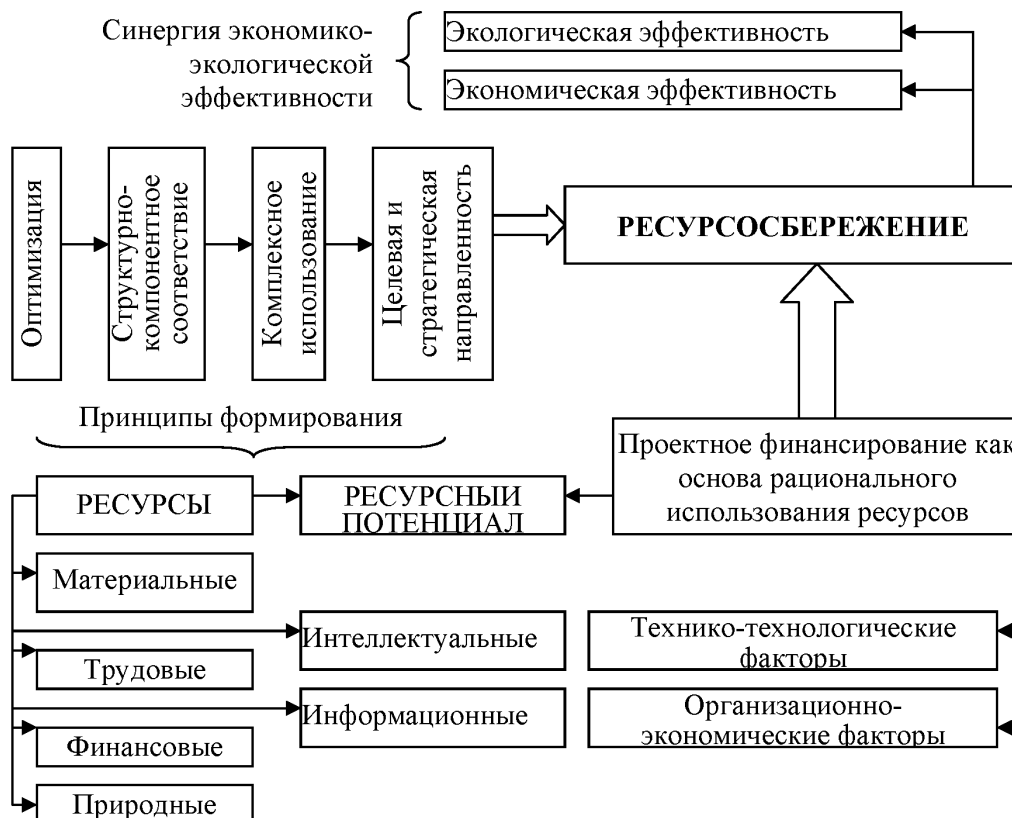 Синергия экономико-
экологической
эффективности
Экологическая эффективность
Экономическая эффективность
Оптимизация
Структурно-
компонентное
соответствие
Комплексное
использование
Целевая и
стратегическая
направленность
РЕСУРСОСБЕРЕЖЕНИЕ
Принципы формирования
РЕСУРСЫ
РЕСУРСНЫЙ
ПОТЕНЦИАЛ
Проектное финансирование как
основа рационального
использования ресурсов
Материальные
Интеллектуальные
Технико-технологические
факторы
Трудовые
Информационные
Организационно-
экономические факторы
Финансовые
Природные